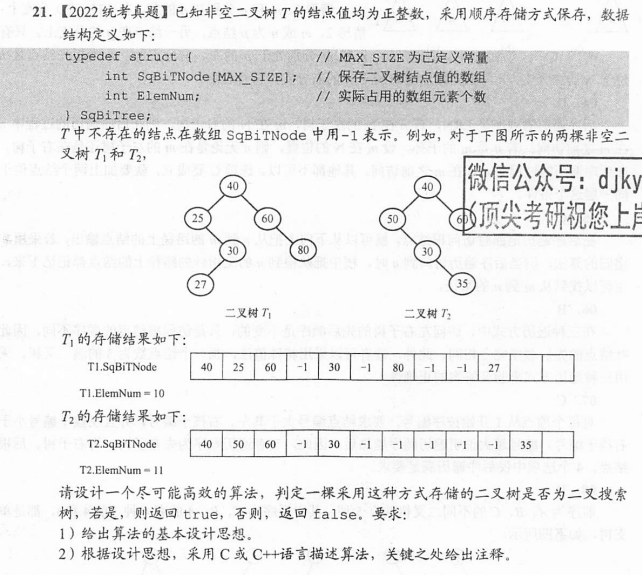 21.【2022 统考真题】已知非空二叉树 T 的结点值均为正整数，采用顺序存储方式保存，数据
结构定义如下：
typedef struct { // MAX_SIZE 为已定义常量
int SqBiTNode[MAX_SIZE]; // 保存二叉树结点值的数组
int ElemNum; // 实际占用的数组元素个数
} SqBiTree;
T 中不存在的结点在数组 SqBiTNode 中用-1 表示。例如，对于下图所示的两棵非空二
叉树 T₁ 和 T₂，
微信公众号：djky
(顶尖考研祝您上岸
40 40
25 60 50 60
30 80 30
27 35
二叉树 T₁ 二叉树 T₂
T₁ 的存储结果如下：
T1.SqBiTNode 40 25 60 -1 30 -1 80 -1 -1 27
T1.ElemNum = 10
T₂ 的存储结果如下：
T2.SqBiTNode 40 50 60 -1 30 -1 -1 -1 -1 -1 35
T2.ElemNum = 11
请设计一个尽可能高效的算法，判定一棵采用这种方式存储的二叉树是否为二叉搜索
树，若是，则返回 true，否则，返回 false。要求：
1）给出算法的基本设计思想。
2）根据设计思想，采用 C 或 C++语言描述算法，关键之处给出注释。